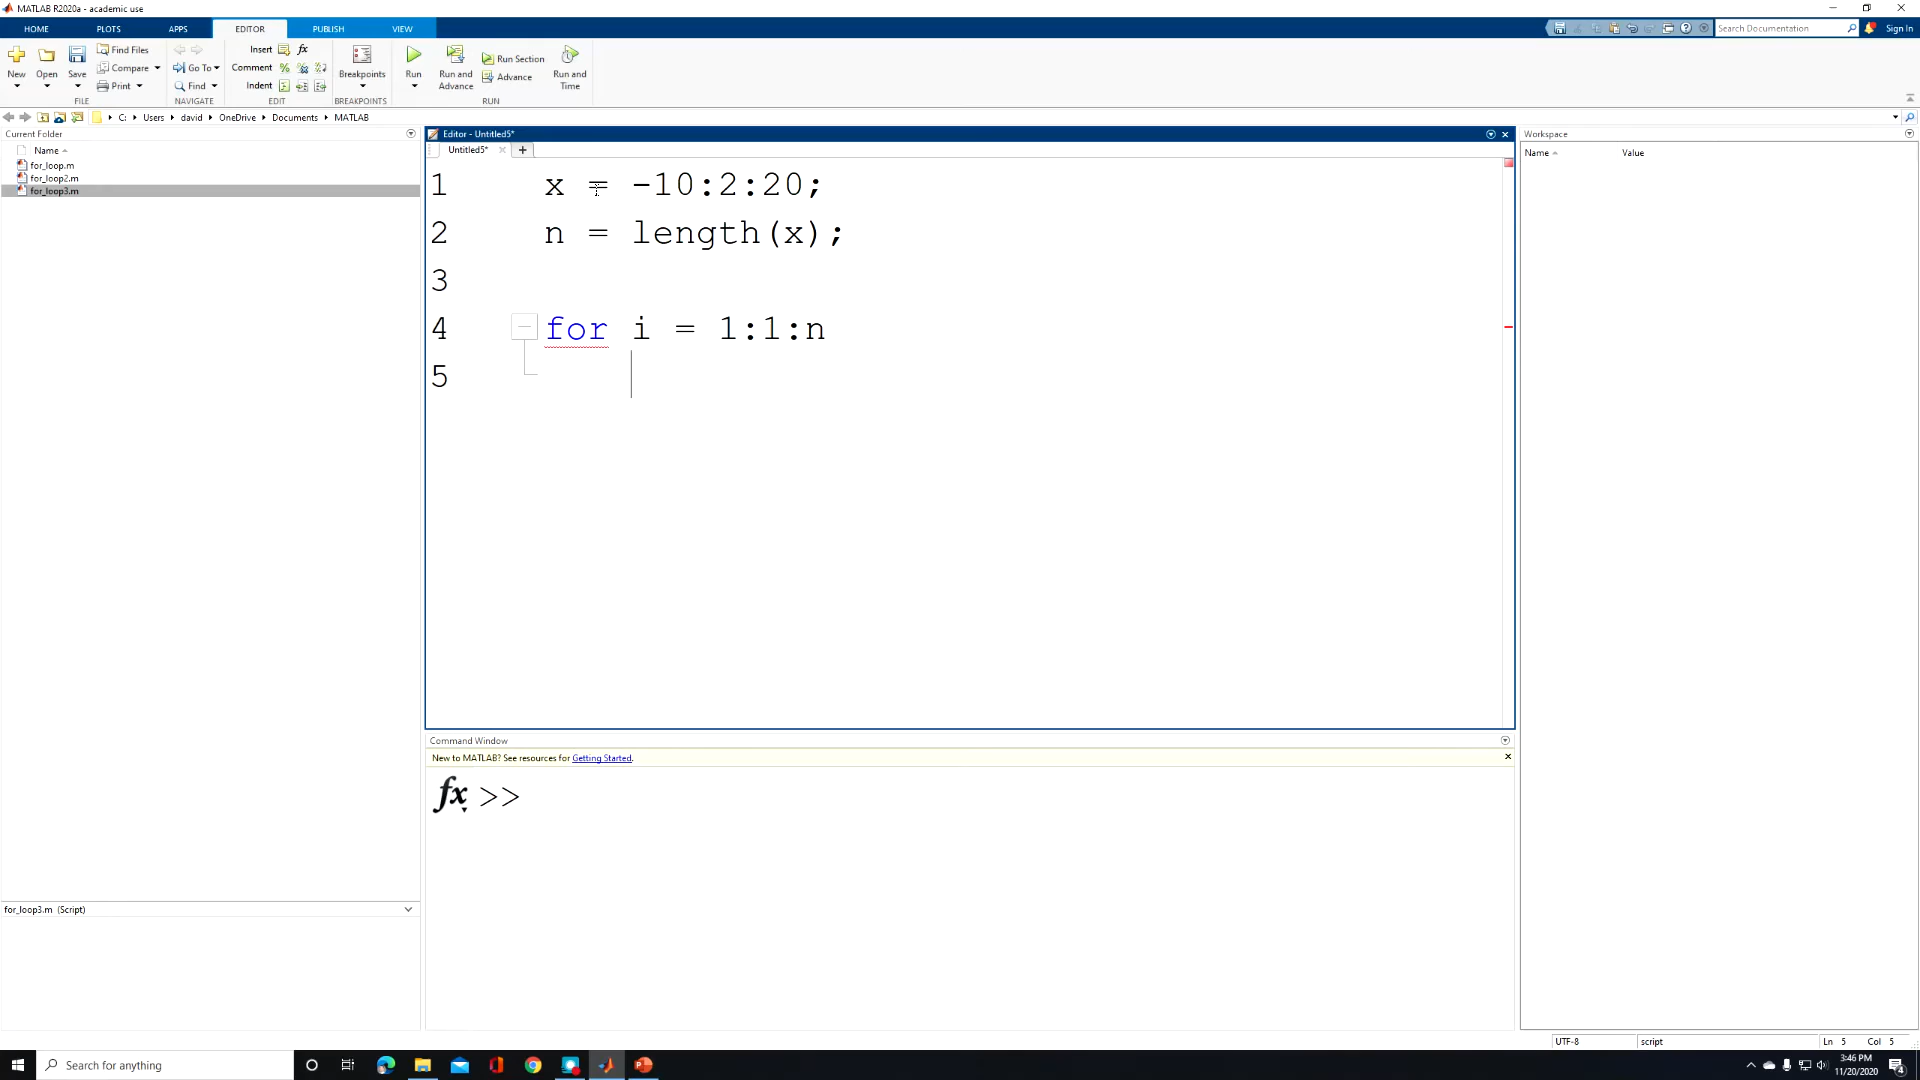 MATLAB R2020a - academic use
HOME PLOTS APPS EDITOR PUBLISH VIEW
Search Documentation
Sign In
New
Open
Save
Find Files
Compare
Print
FILE
Go To
Find
NAVIGATE
Insert fx
Comment
Indent
EDIT
Breakpoints
BREAKPOINTS
Run
Run and Advance
Run Section
Advance
Run and Time
RUN
C: Users david OneDrive Documents MATLAB
Current Folder
Name
for_loop.m
for_loop2.m
for_loop3.m
for_loop3.m (Script)
Editor - Untitled5*
Untitled5* +
1 x = -10:2:20;
2 n = length(x);
3
4 for i = 1:1:n
5
Command Window
New to MATLAB? See resources for Getting Started.
fx >>
Workspace
Name Value
UTF-8 script Ln 5 Col 5
Search for anything
3:46 PM
11/20/2020
4